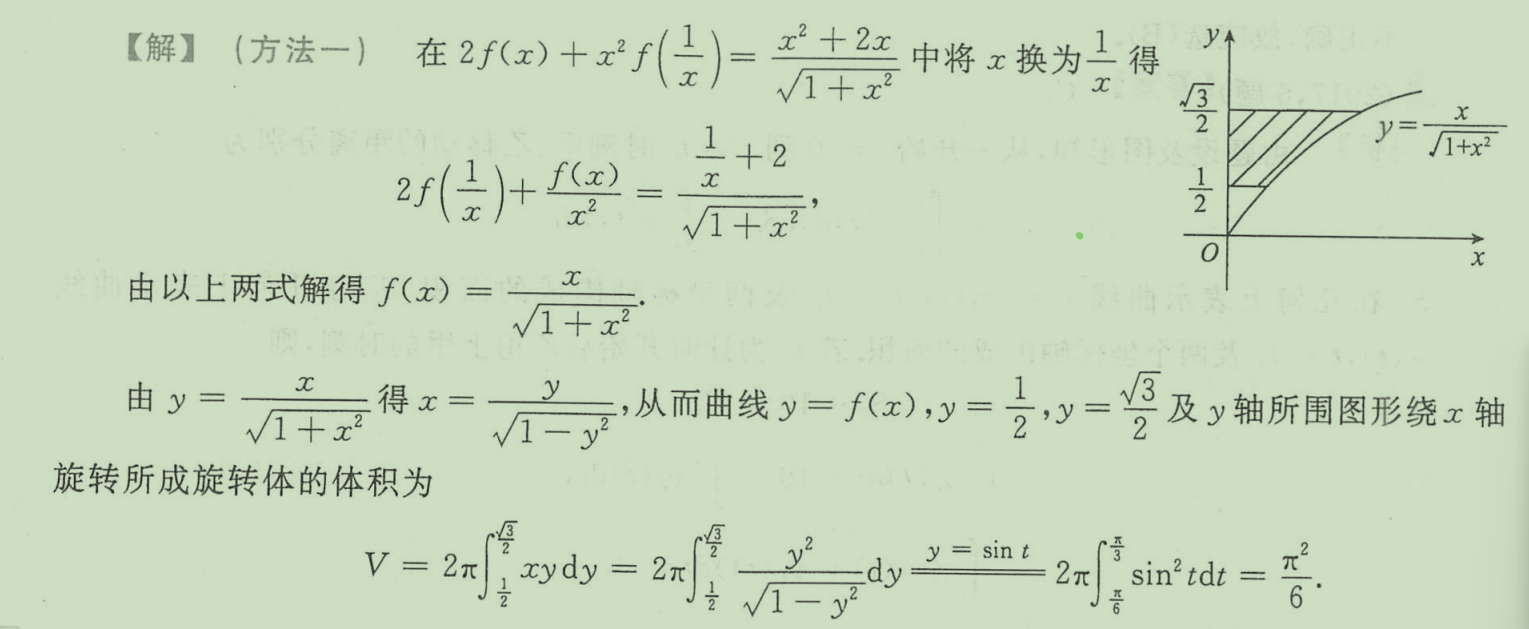 【解】 (方法一) 在 $2f(x)+x^2f\left(\frac{1}{x}\right)=\frac{x^2+2x}{\sqrt{1+x^2}}$ 中将 $x$ 换为 $\frac{1}{x}$ 得
$2f\left(\frac{1}{x}\right)+\frac{f(x)}{x^2}=\frac{\frac{1}{x}+2}{\sqrt{1+x^2}}$,
由以上两式解得 $f(x)=\frac{x}{\sqrt{1+x^2}}$.
由 $y=\frac{x}{\sqrt{1+x^2}}$ 得 $x=\frac{y}{\sqrt{1-y^2}}$,从而曲线 $y=f(x)$,$y=\frac{1}{2}$,$y=\frac{\sqrt{3}}{2}$ 及 $y$ 轴所围图形绕 $x$ 轴
旋转所成旋转体的体积为
$V=2\pi\int_{\frac{1}{2}}^{\frac{\sqrt{3}}{2}}xy\mathrm{d}y=2\pi\int_{\frac{1}{2}}^{\frac{\sqrt{3}}{2}}\frac{y^2}{\sqrt{1-y^2}}\mathrm{d}y\xlongequal{y=\sin t}2\pi\int_{\frac{\pi}{6}}^{\frac{\pi}{3}}\sin^2t\mathrm{d}t=\frac{\pi^2}{6}.$
$y$
$\frac{\sqrt{3}}{2}$
$y=\frac{x}{\sqrt{1+x^2}}$
$\frac{1}{2}$
$O$
$x$